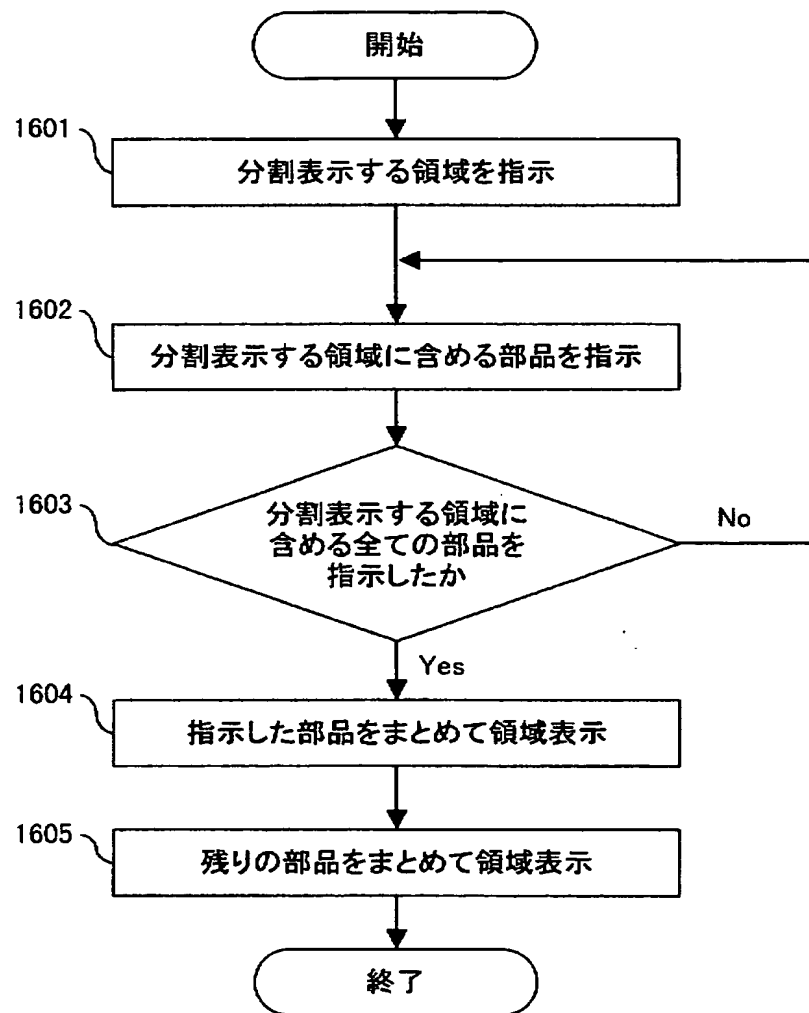 開始
1601
分割表示する領域を指示
1602
分割表示する領域に含める部品を指示
1603
分割表示する領域に
含める全ての部品を
指示したか
No
Yes
1604
指示した部品をまとめて領域表示
1605
残りの部品をまとめて領域表示
終了